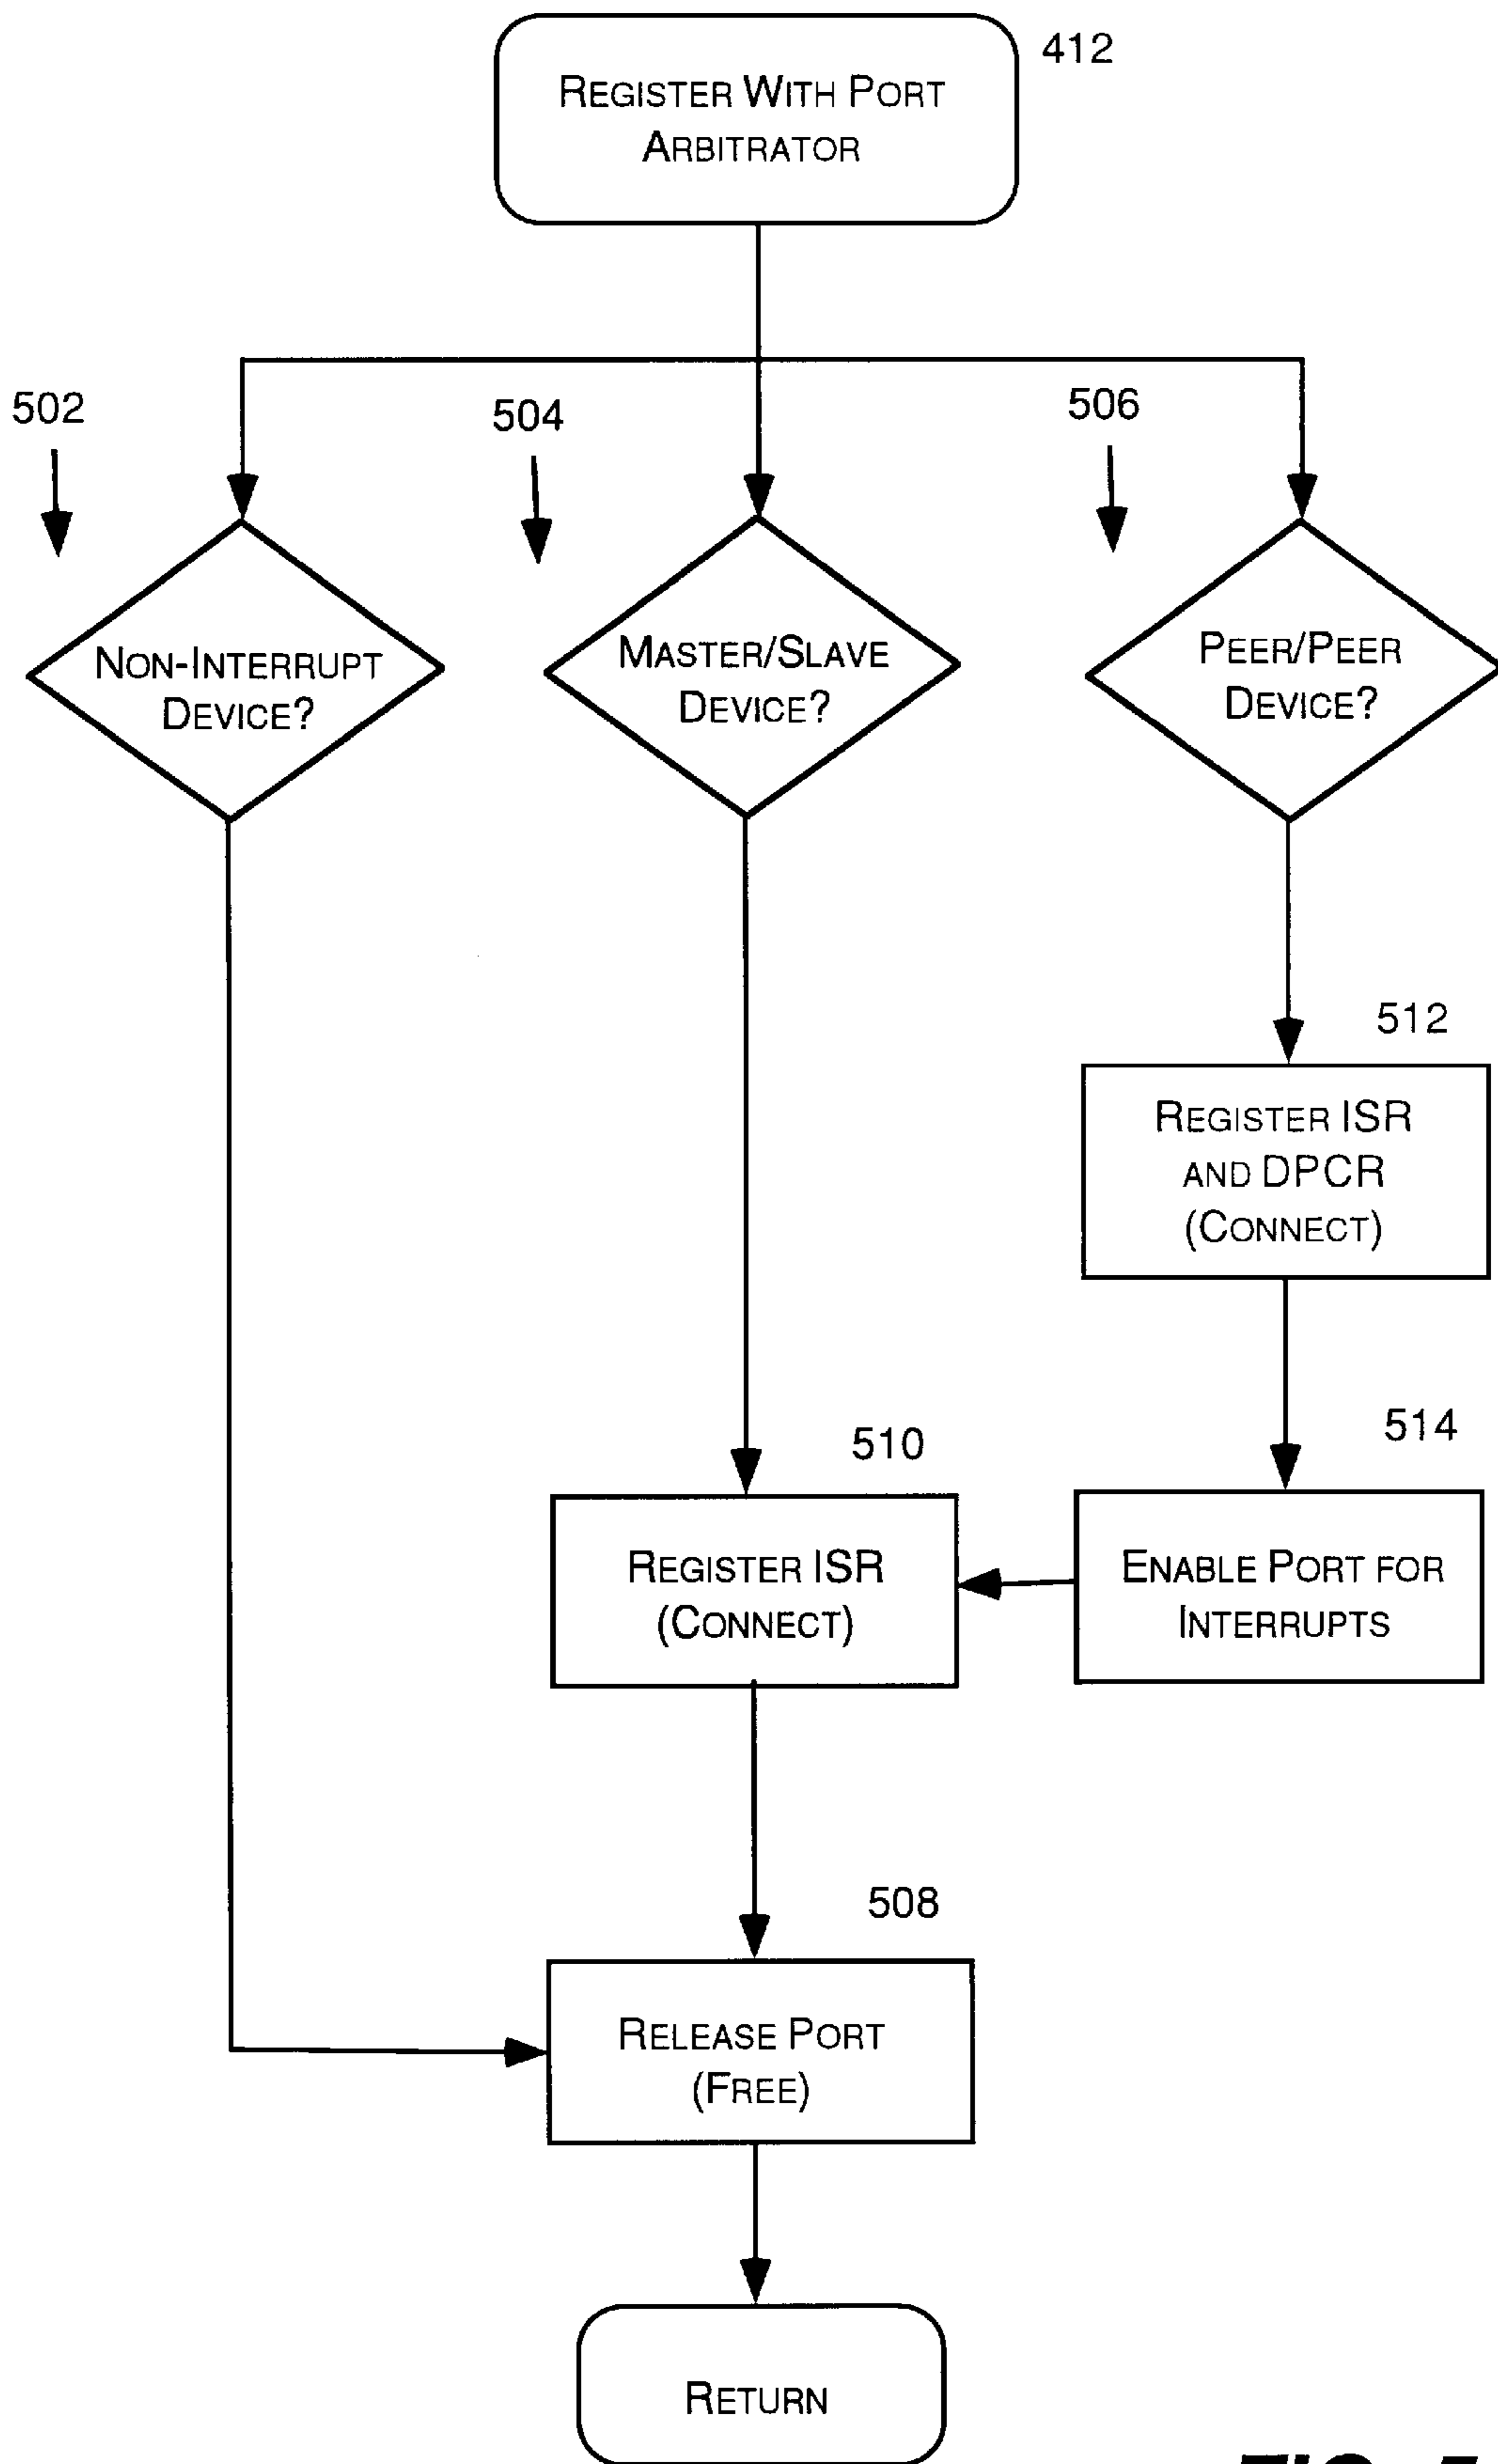 REGISTER WITH PORT
ARBITRATOR
412
502
504
506
NON-INTERRUPT
DEVICE?
MASTER/SLAVE
DEVICE?
PEER/PEER
DEVICE?
512
REGISTER ISR
AND DPCR
(CONNECT)
510
514
REGISTER ISR
(CONNECT)
ENABLE PORT FOR
INTERRUPTS
508
RELEASE PORT
(FREE)
RETURN